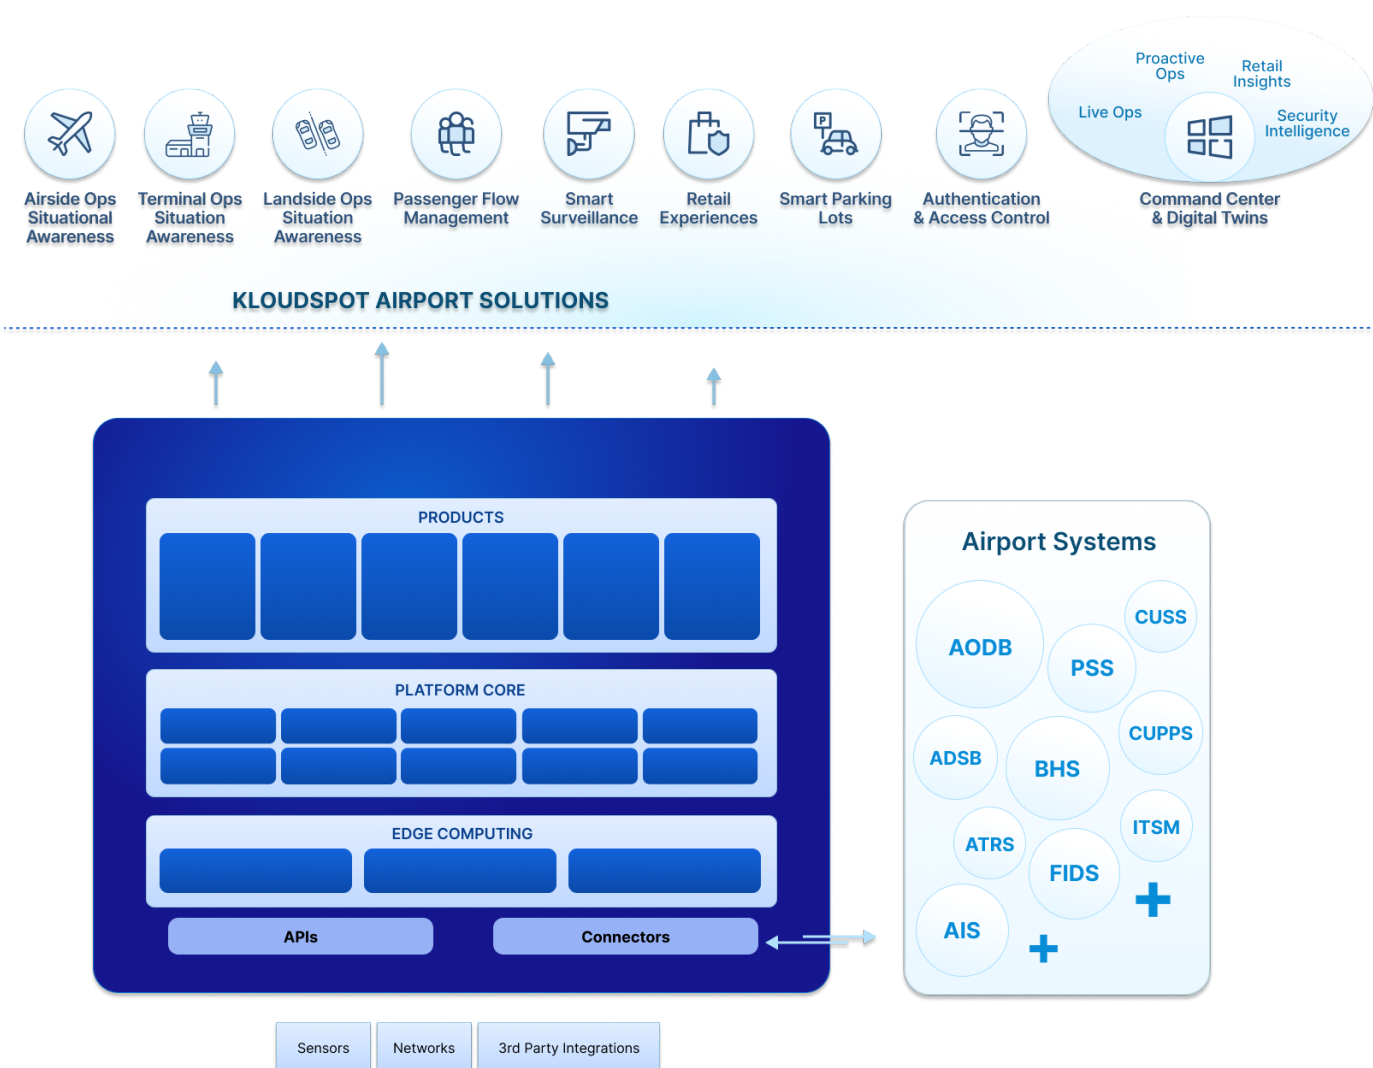 Proactive
Ops
Retail
Insights
Live Ops
Security
Intelligence
P
Airside Ops
Situational
Awareness
Terminal Ops
Situation
Awareness
Landside Ops
Situation
Awareness
Passenger Flow
Management
Smart
Surveillance
Retail
Experiences
Smart Parking
Lots
Authentication
& Access Control
Command Center
& Digital Twins
KLOUDSPOT AIRPORT SOLUTIONS
PRODUCTS
PLATFORM CORE
EDGE COMPUTING
APIs
Connectors
Airport Systems
CUSS
AODB
PSS
CUPPS
ADSB
BHS
ITSM
ATRS
FIDS
AIS
Sensors
Networks
3rd Party Integrations